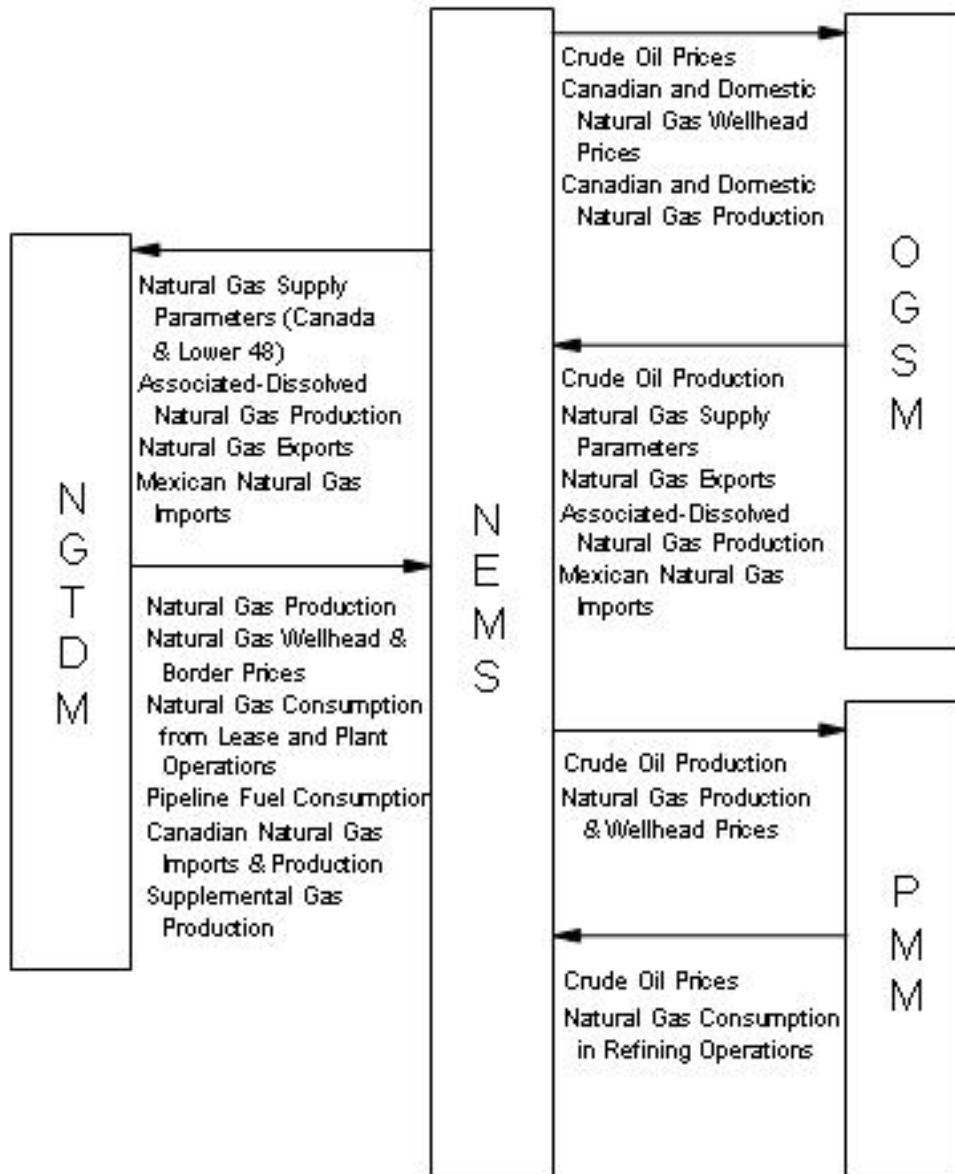 Crude Oil Prices
Canadian and Domestic
Natural Gas Wellhead
Prices
Canadian and Domestic
Natural Gas Production
OGSM
Crude Oil Production
Natural Gas Supply
Parameters
Natural Gas Exports
Associated-Dissolved
Natural Gas Production
Mexican Natural Gas
Imports
NEMS
Natural Gas Supply
Parameters (Canada
& Lower 48)
Associated-Dissolved
Natural Gas Production
Natural Gas Exports
Mexican Natural Gas
Imports
NGTDM
Natural Gas Production
Natural Gas Wellhead &
Border Prices
Natural Gas Consumption
from Lease and Plant
Operations
Pipeline Fuel Consumption
Canadian Natural Gas
Imports & Production
Supplemental Gas
Production
Crude Oil Production
Natural Gas Production
& Wellhead Prices
PMM
Crude Oil Prices
Natural Gas Consumption
in Refining Operations